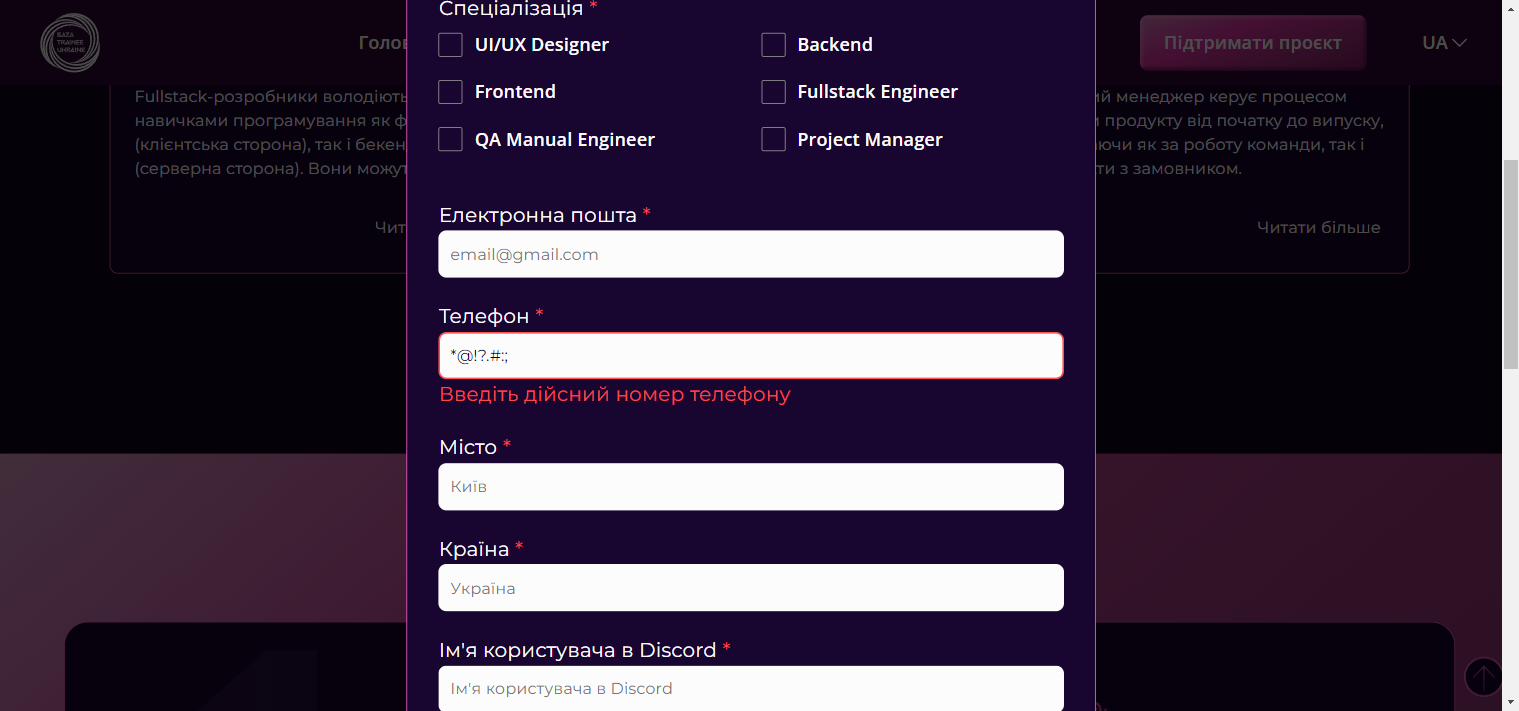 Спеціалізація *
BAZA
TRAINEE
UKRAINE
Голов
UI/UX Designer
Backend
Підтримати проєкт
UA
Frontend
Fullstack Engineer
QA Manual Engineer
Project Manager
Fullstack-розробники володіють
навичками програмування як ф
(клієнтська сторона), так і бекен
(серверна сторона). Вони можут
Чит
ий менеджер керує процесом
и продукту від початку до випуску,
ючи як за роботу команди, так і
ти з замовником.
Читати більше
Електронна пошта *
email@gmail.com
Телефон *
*@!?.#:;
Введіть дійсний номер телефону
Місто *
Київ
Країна *
Україна
Ім'я користувача в Discord *
Ім'я користувача в Discord